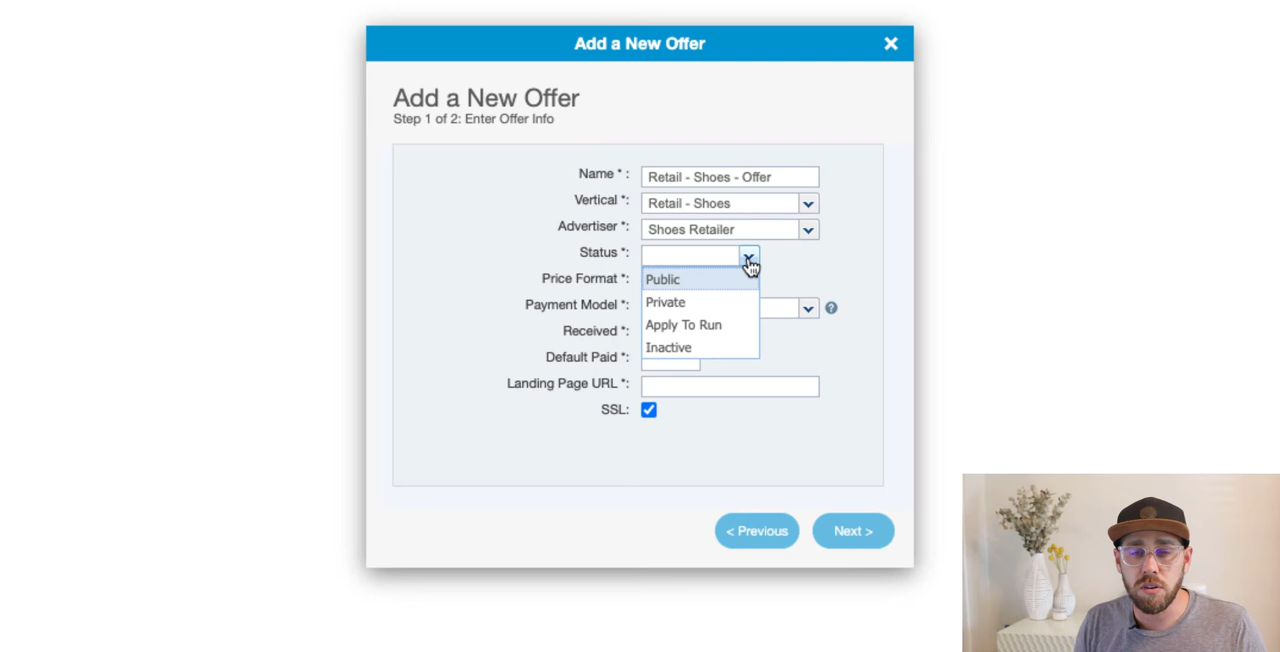 Add a New Offer
Add a New Offer
Step 1 of 2: Enter Offer Info
Name * : Retail - Shoes - Offer
Vertical *: Retail - Shoes
Advertiser *: Shoes Retailer
Status *:
Price Format *: Public
Private
Payment Model *:
Received *: Apply To Run
Default Paid *: Inactive
Landing Page URL *:
SSL:
< Previous Next >